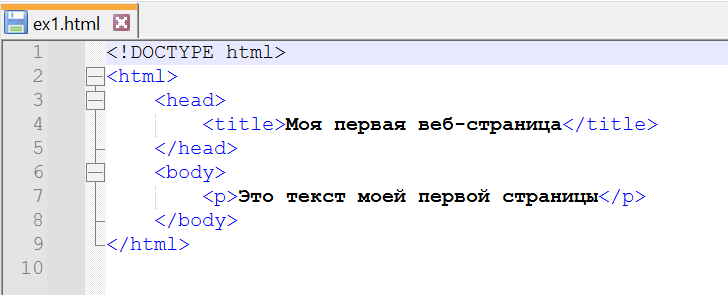 ex1.html
1 <!DOCTYPE html>
2 <html>
3 <head>
4 <title>Моя первая веб-страница</title>
5 </head>
6 <body>
7 <p>Это текст моей первой страницы</p>
8 </body>
9 </html>
10